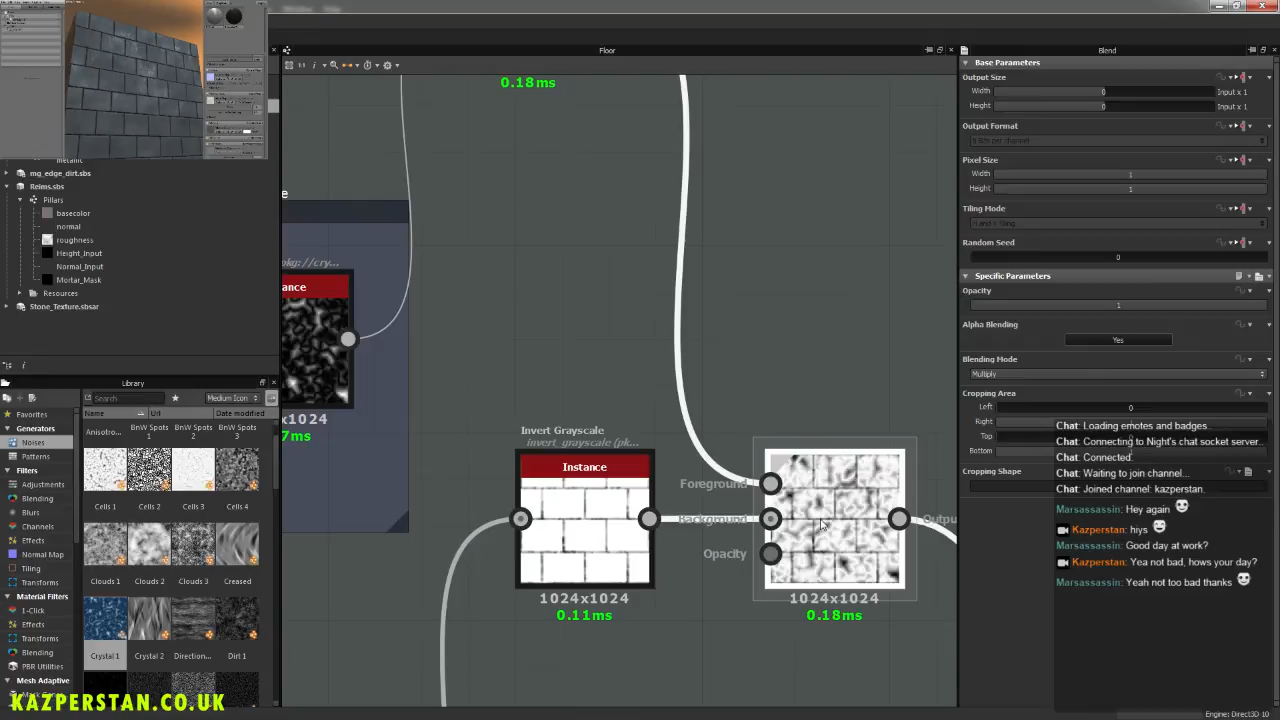 Floor
Blend
0.18ms
Base Parameters
Output Size
Width
0
Input x 1
Height
0
Input x 1
Output Format
8 Bits per channel
Pixel Size
Width
1
Height
1
Tiling Mode
H and V Tiling
Random Seed
0
Specific Parameters
Opacity
1
Alpha Blending
Yes
Blending Mode
Multiply
Cropping Area
Left
0
Right
Top
Bottom
Cropping Shape
metallic
mg_edge_dirt.sbs
Reims.sbs
Pillars
basecolor
normal
roughness
Height_Input
Normal_Input
Mortar_Mask
Resources
Stone_Texture.sbsar
Library
Search
Medium Icon
Name
Url
Date modified
Favorites
Generators
Noises
Patterns
Filters
Adjustments
Blending
Blurs
Channels
Effects
Normal Map
Tiling
Transforms
Material Filters
1-Click
Effects
Transforms
Blending
PBR Utilities
Mesh Adaptive
Anisotro...
BnW Spots 1
BnW Spots 2
BnW Spots 3
Cells 1
Cells 2
Cells 3
Cells 4
Clouds 1
Clouds 2
Clouds 3
Creased
Crystal 1
Crystal 2
Direction...
Dirt 1
Invert Grayscale
invert_grayscale (pk...
Instance
1024x1024
0.11ms
Foreground
Background
Opacity
Output
1024x1024
0.18ms
Chat: Loading emotes and badges...
Chat: Connecting to Night's chat socket server...
Chat: Connected.
Chat: Waiting to join channel...
Chat: Joined channel: kazperstan.
Marsassassin: Hey again
Kazperstan: hiys
Marsassassin: Good day at work?
Kazperstan: Yea not bad, hows your day?
Marsassassin: Yeah not too bad thanks
KAZPERSTAN.CO.UK
Engine: Direct3D 10